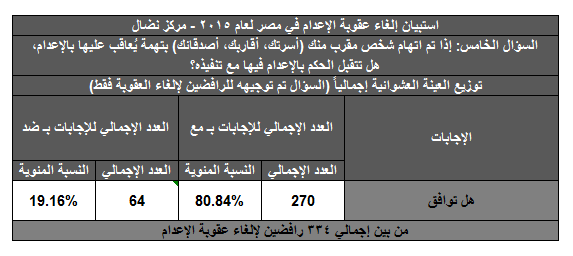 استبيان إلغاء عقوبة الإعدام في مصر لعام ٢٠١٥ - مركز نضال
السؤال الخامس: إذا تم اتهام شخص مقرب منك (أسرتك، أقاربك، أصدقائك) بتهمة يُعاقب عليها بالإعدام،
هل تتقبل الحكم بالإعدام فيها مع تنفيذه؟
توزيع العينة العشوائية إجمالياً (السؤال تم توجيهه للرافضين لإلغاء العقوبة فقط)
الإجابات
العدد الإجمالي للإجابات بـ مع
العدد الإجمالي للإجابات بـ ضد
العدد الإجمالي
النسبة المئوية
العدد الإجمالي
النسبة المئوية
هل توافق
270
80.84%
64
19.16%
من بين إجمالي ٣٣٤ رافضين لإلغاء عقوبة الإعدام